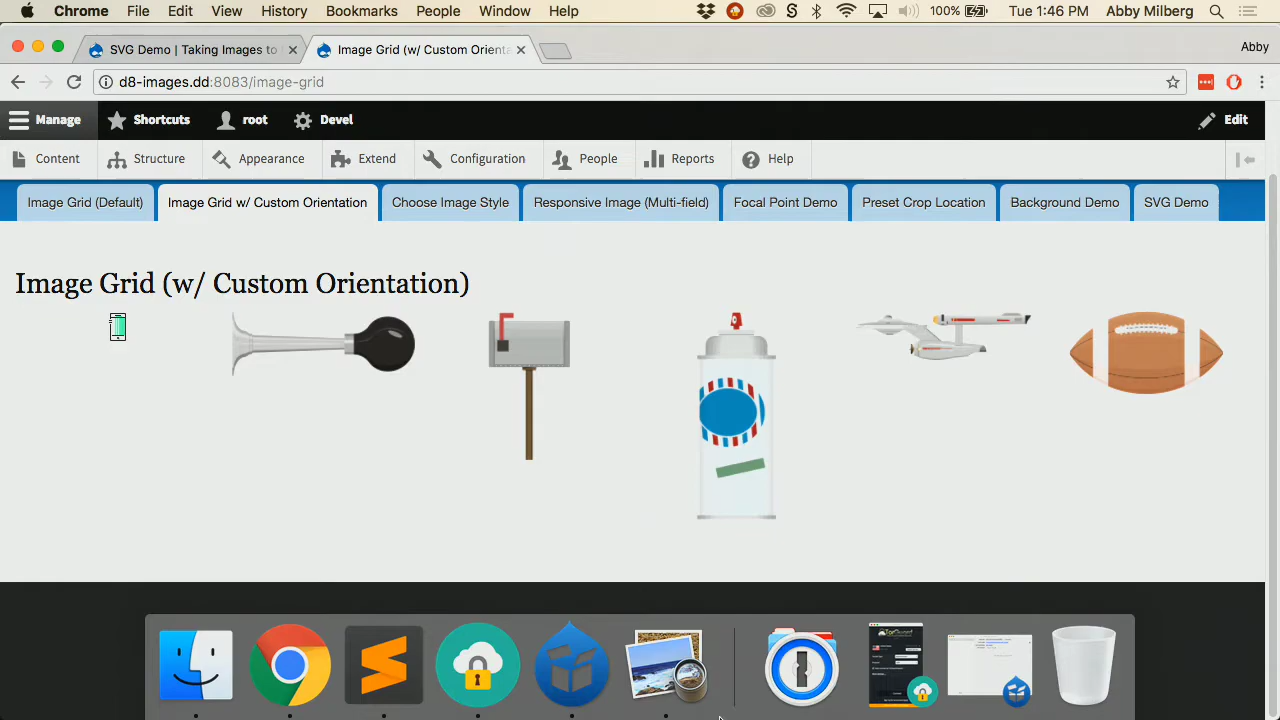 Chrome File Edit View History Bookmarks People Window Help 100% Tue 1:46 PM Abby Milberg
SVG Demo | Taking Images to Image Grid (w/ Custom Orienta Abby
d8-images.dd:8083/image-grid
Manage Shortcuts root Devel Edit
Content Structure Appearance Extend Configuration People Reports Help
Image Grid (Default) Image Grid w/ Custom Orientation Choose Image Style Responsive Image (Multi-field) Focal Point Demo Preset Crop Location Background Demo SVG Demo
Image Grid (w/ Custom Orientation)